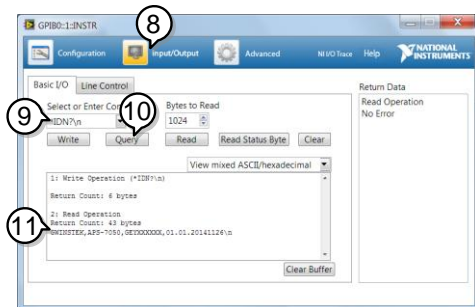 8
GPIB0::1::INSTR
Configuration
Input/Output
Advanced
NI I/O Trace
Help
NATIONAL INSTRUMENTS
Basic I/O
Line Control
Return Data
Select or Enter
10
Bytes to Read
Read Operation
No Error
9
*IDN?\n
1024
Write
Query
Read
Read Status Byte
Clear
View mixed ASCII/hexadecimal
1: Write Operation (*IDN?\n)
Return Count: 6 bytes
2: Read Operation
Return Count: 43 bytes
11
GWINSTEK,APS-7050,GEYXXXXXX,01.01.20141126\n
Clear Buffer